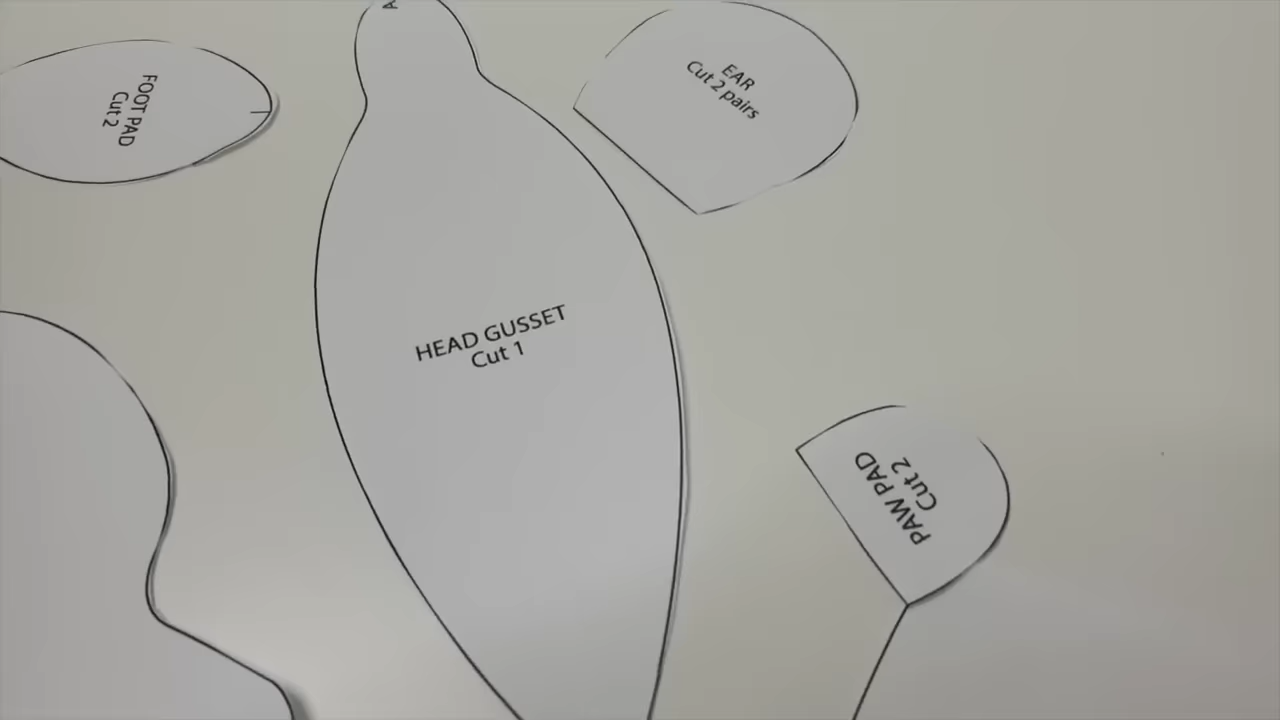 A
FOOT PAD
Cut 2
EAR
Cut 2 pairs
HEAD GUSSET
Cut 1
PAW PAD
Cut 2